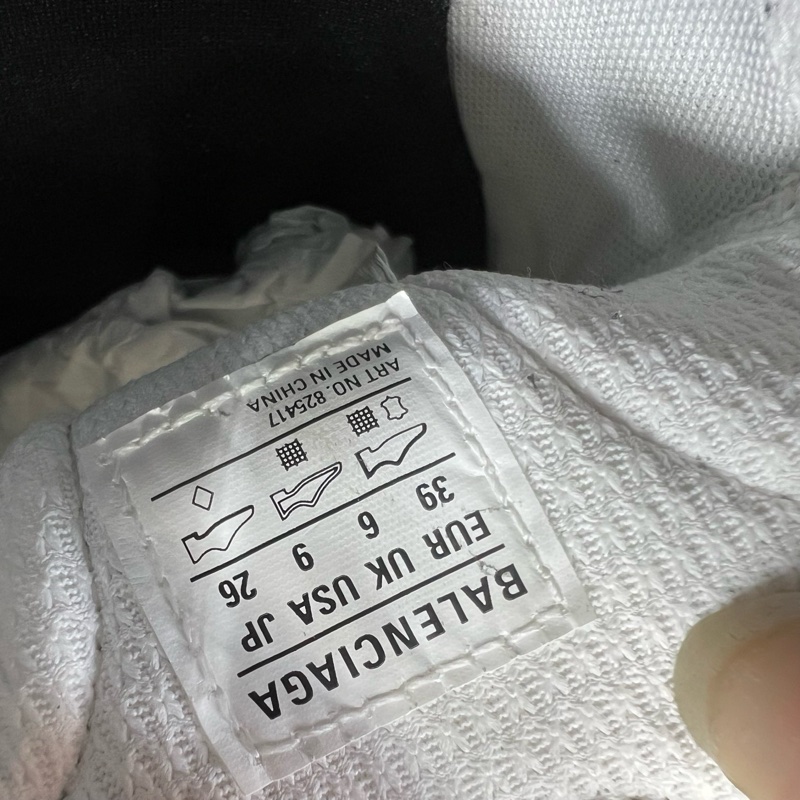 BALENCIAGA
EUR UK USA JP
39 6 9 26
ART NO. 825417
MADE IN CHINA